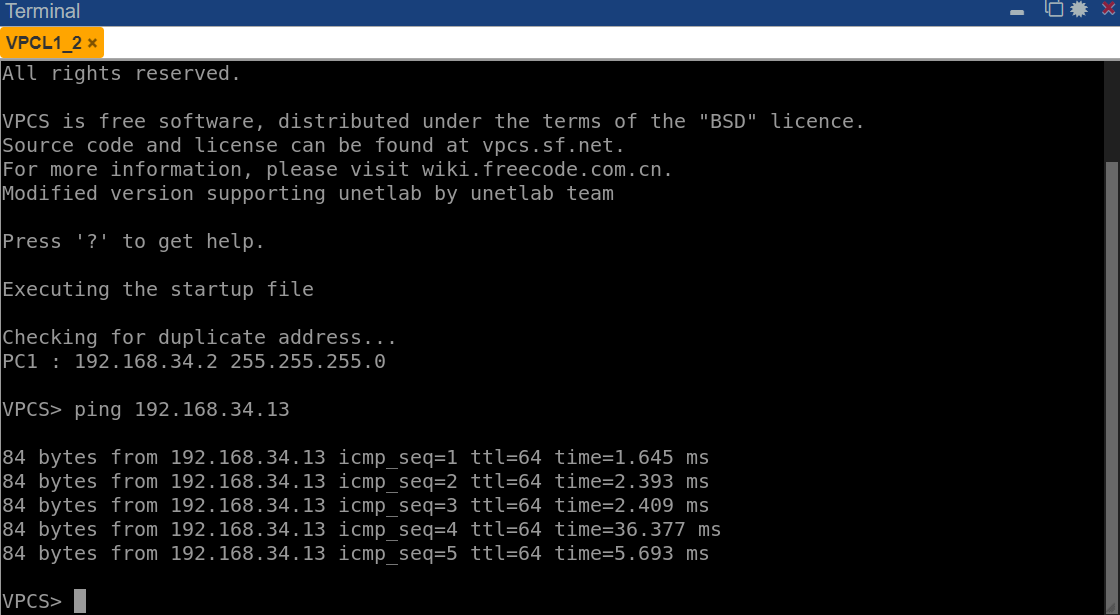 Terminal
VPCL1_2 ×
All rights reserved.
VPCS is free software, distributed under the terms of the "BSD" licence.
Source code and license can be found at vpcs.sf.net.
For more information, please visit wiki.freecode.com.cn.
Modified version supporting unetlab by unetlab team
Press '?' to get help.
Executing the startup file
Checking for duplicate address...
PC1 : 192.168.34.2 255.255.255.0
VPCS> ping 192.168.34.13
84 bytes from 192.168.34.13 icmp_seq=1 ttl=64 time=1.645 ms
84 bytes from 192.168.34.13 icmp_seq=2 ttl=64 time=2.393 ms
84 bytes from 192.168.34.13 icmp_seq=3 ttl=64 time=2.409 ms
84 bytes from 192.168.34.13 icmp_seq=4 ttl=64 time=36.377 ms
84 bytes from 192.168.34.13 icmp_seq=5 ttl=64 time=5.693 ms
VPCS>